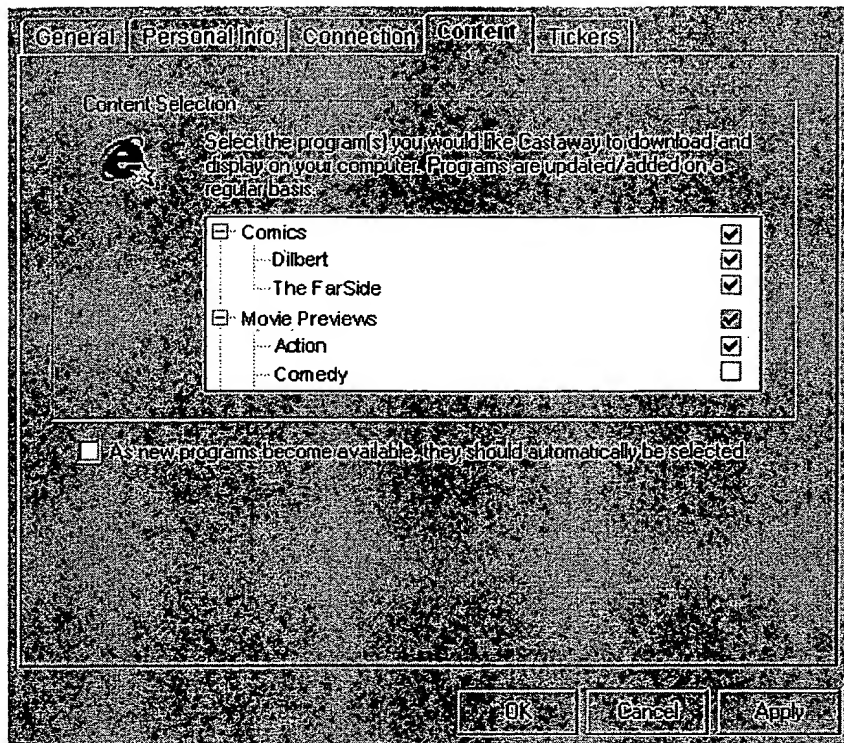 General Personal Info Connection Content Tickers
Content Selection
Select the program(s) you would like Castaway to download and
display on your computer. Programs are updated/added on a
regular basis.
Comics
Dilbert
The FarSide
Movie Previews
Action
Comedy
As new programs become available, they should automatically be selected.
OK Cancel Apply